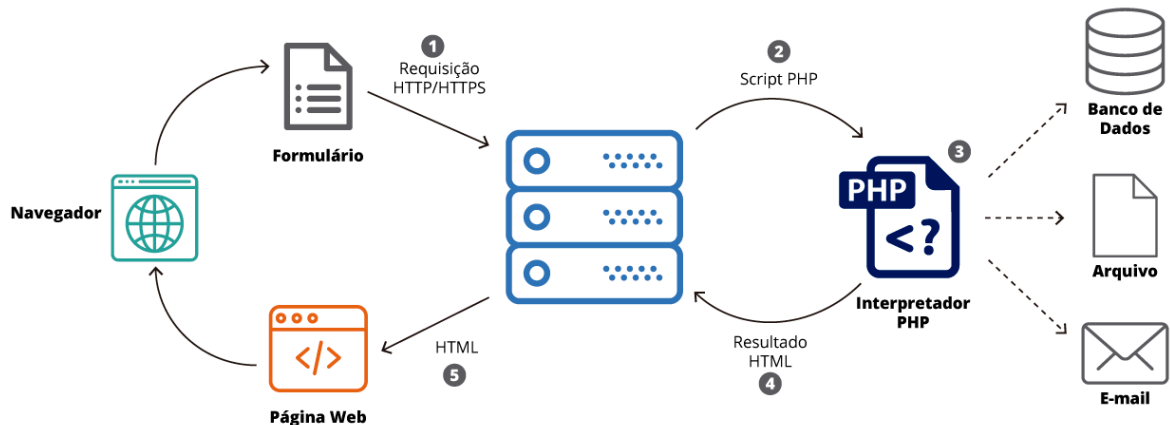 1
Requisição
HTTP/HTTPS
2
Script PHP
Banco de
Dados
Formulário
3
PHP
<?
Navegador
Arquivo
Interpretador
PHP
</>
HTML
5
Resultado
HTML
4
Página Web
E-mail